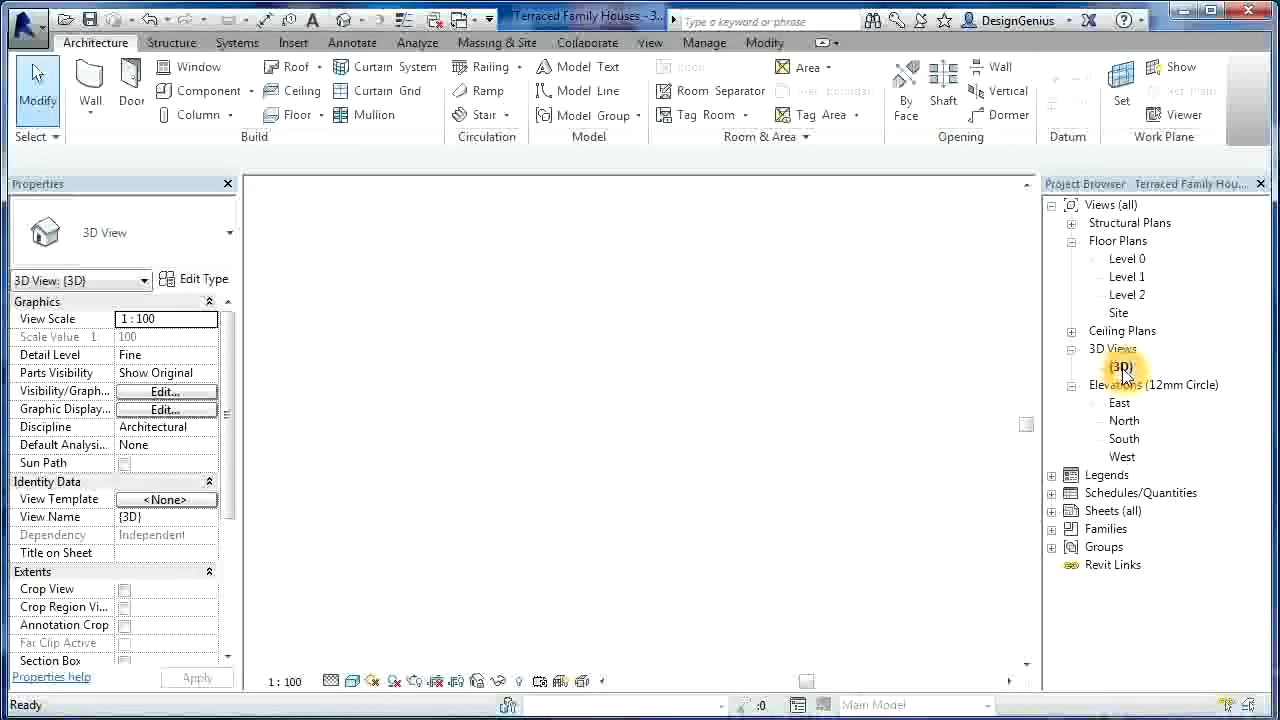 Terraced Family Houses - 3...
Type a keyword or phrase
DesignGenius
Architecture Structure Systems Insert Annotate Analyze Massing & Site Collaborate View Manage Modify
Window Roof Curtain System Railing Model Text Room Area Wall Show
Component Ceiling Curtain Grid Ramp Model Line Room Separator Vertical
Modify Wall Door By Shaft Set
Column Floor Mullion Stair Model Group Tag Room Tag Area Face Dormer Viewer
Select Build Circulation Model Room & Area Opening Datum Work Plane
Properties
3D View
3D View: {3D} Edit Type
Graphics
View Scale 1 : 100
Scale Value 1 100
Detail Level Fine
Parts Visibility Show Original
Visibility/Graph... Edit...
Graphic Display... Edit...
Discipline Architectural
Default Analysi... None
Sun Path
Identity Data
View Template <None>
View Name {3D}
Dependency Independent
Title on Sheet
Extents
Crop View
Crop Region Vi...
Annotation Crop
Far Clip Active
Section Box
Properties help Apply
1 : 100
Project Browser Terraced Family Hou...
Views (all)
Structural Plans
Floor Plans
Level 0
Level 1
Level 2
Site
Ceiling Plans
3D Views
{3D}
Elevations (12mm Circle)
East
North
South
West
Legends
Schedules/Quantities
Sheets (all)
Families
Groups
Revit Links
Ready :0 Main Model